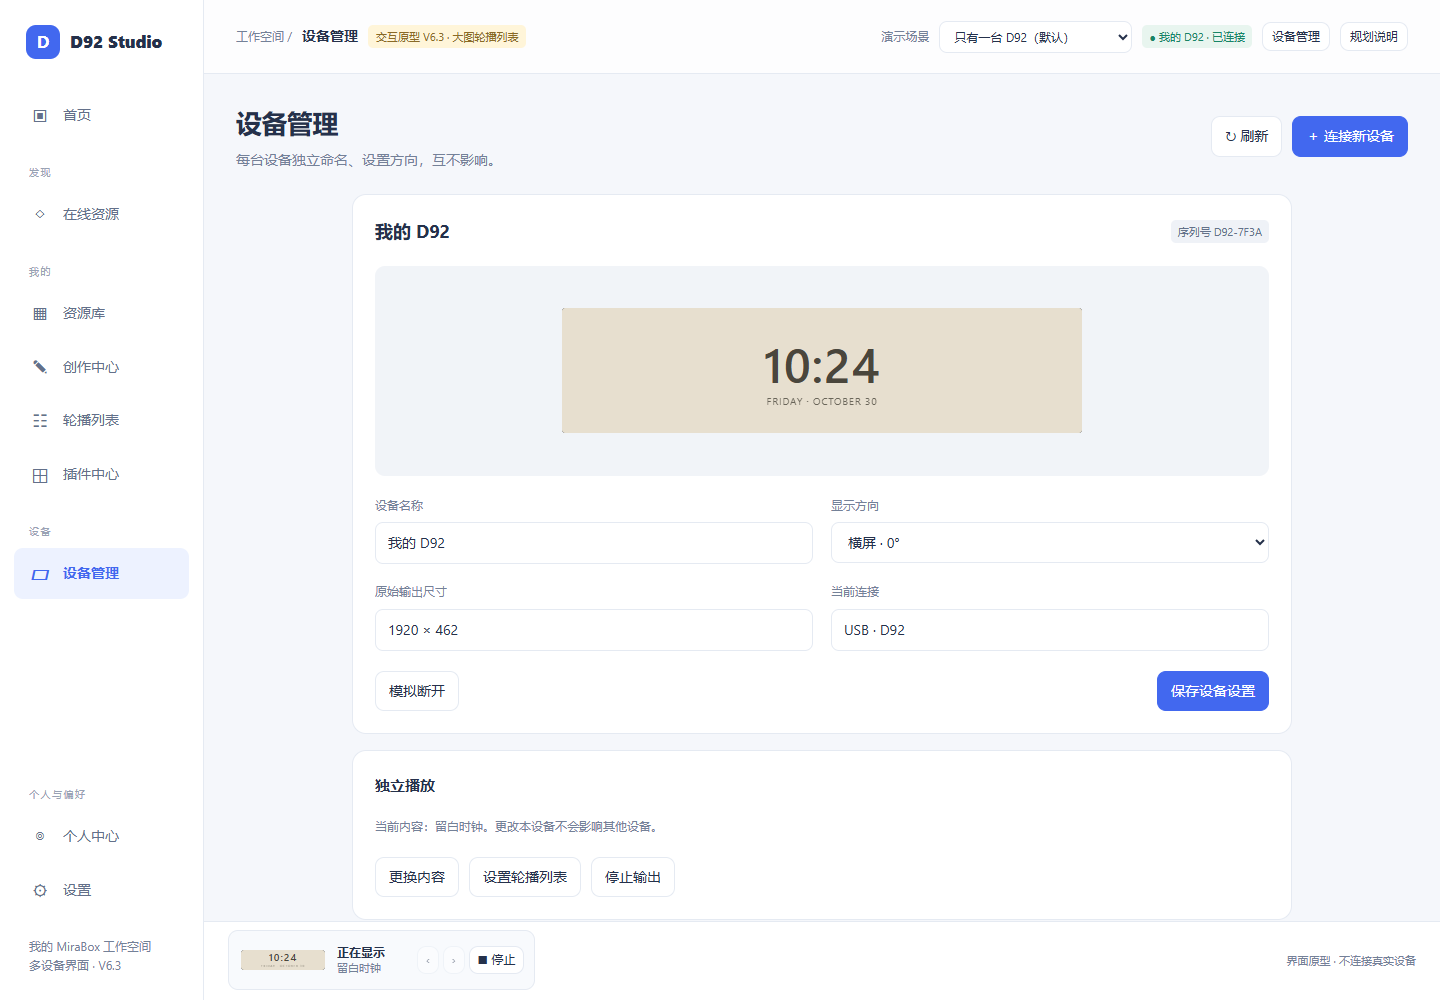 D D92 Studio
首页
发现
在线资源
我的
资源库
创作中心
轮播列表
插件中心
设备
设备管理
个人与偏好
个人中心
设置
我的 MiraBox 工作空间
多设备界面 · V6.3
工作空间 / 设备管理 交互原型 V6.3 · 大图轮播列表
演示场景 只有一台 D92（默认） ● 我的 D92 · 已连接 设备管理 规划说明
设备管理
每台设备独立命名、设置方向，互不影响。
↻ 刷新 ＋ 连接新设备
我的 D92 序列号 D92-7F3A
10:24
FRIDAY · OCTOBER 30
设备名称 显示方向
我的 D92 横屏 · 0°
原始输出尺寸 当前连接
1920 × 462 USB · D92
模拟断开 保存设备设置
独立播放
当前内容：留白时钟。更改本设备不会影响其他设备。
更换内容 设置轮播列表 停止输出
10:24
正在显示
留白时钟
‹ › ■ 停止
界面原型 · 不连接真实设备